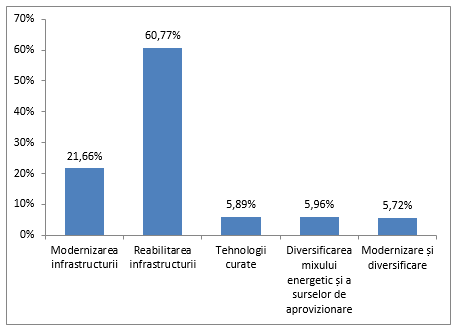 70%
60%
50%
40%
30%
20%
10%
0%
21,66%
60,77%
5,89%
5,96%
5,72%
Modernizarea
infrastructurii
Reabilitarea
infrastructurii
Tehnologii
curate
Diversificarea
mixului
energetic și a
surselor de
aprovizionare
Modernizare și
diversificare